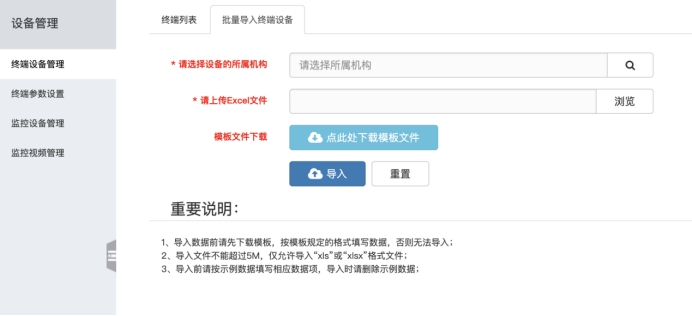 设备管理
终端设备管理
终端参数设置
监控设备管理
监控视频管理
终端列表
批量导入终端设备
* 请选择设备的所属机构
请选择所属机构
* 请上传Excel文件
浏览
模板文件下载
点此处下载模板文件
导入
重置
重要说明：
1、导入数据前请先下载模板，按模板规定的格式填写数据，否则无法导入；
2、导入文件不能超过5M，仅允许导入“xls”或“xlsx”格式文件；
3、导入前请按示例数据填写相应数据项，导入时请删除示例数据；